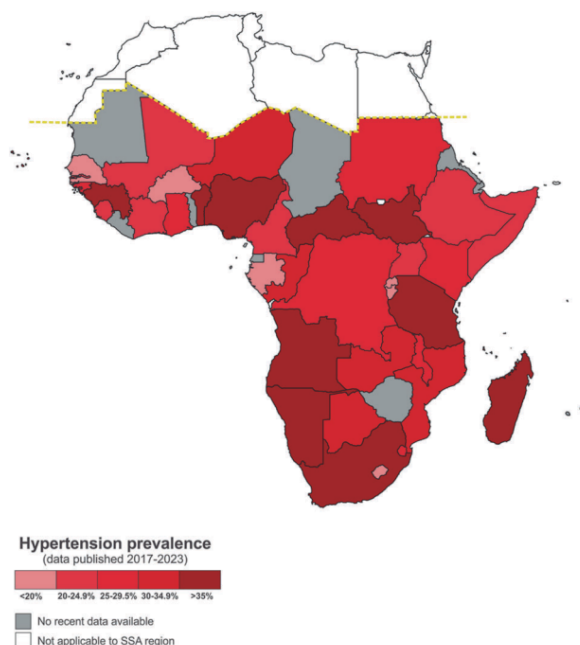 Hypertension prevalence
(data published 2017-2023)
<20% 20-24.9% 25-29.5% 30-34.9% >35%
No recent data available
Not applicable to SSA region